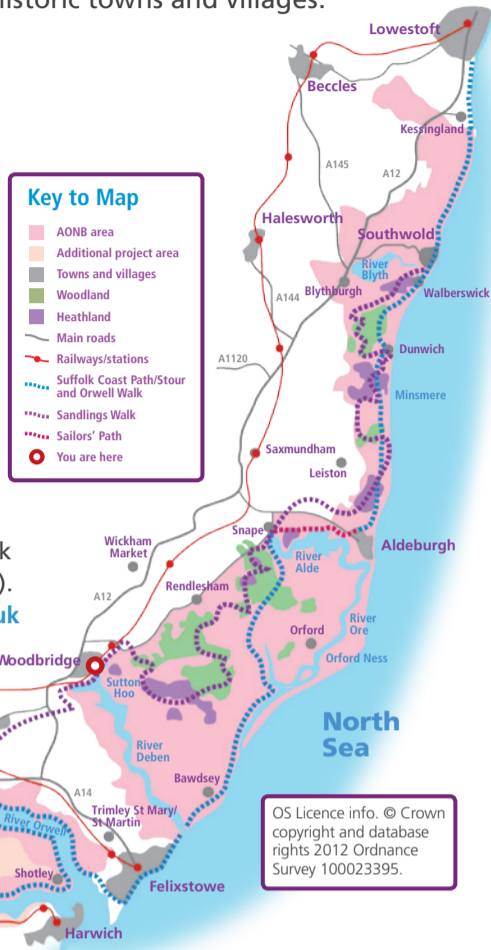 historic towns and villages.
Lowestoft
Beccles
Kessingland
A145
A12
Halesworth
Southwold
River
Blyth
Blythburgh
Walberswick
A144
Dunwich
A1120
Minsmere
Key to Map
AONB area
Additional project area
Towns and villages
Woodland
Heathland
Main roads
Railways/stations
Suffolk Coast Path/Stour
and Orwell Walk
Sandlings Walk
Sailors' Path
You are here
Saxmundham
Leiston
Snape
Aldeburgh
Wickham
Market
River
Alde
k
).
uk
Rendlesham
A12
River
Ore
Orford
Orford Ness
Woodbridge
Sutton
Hoo
North
Sea
River
Deben
Bawdsey
A14
Trimley St Mary/
St Martin
River Orwell
OS Licence info. © Crown
copyright and database
rights 2012 Ordnance
Survey 100023395.
Shotley
Felixstowe
Harwich